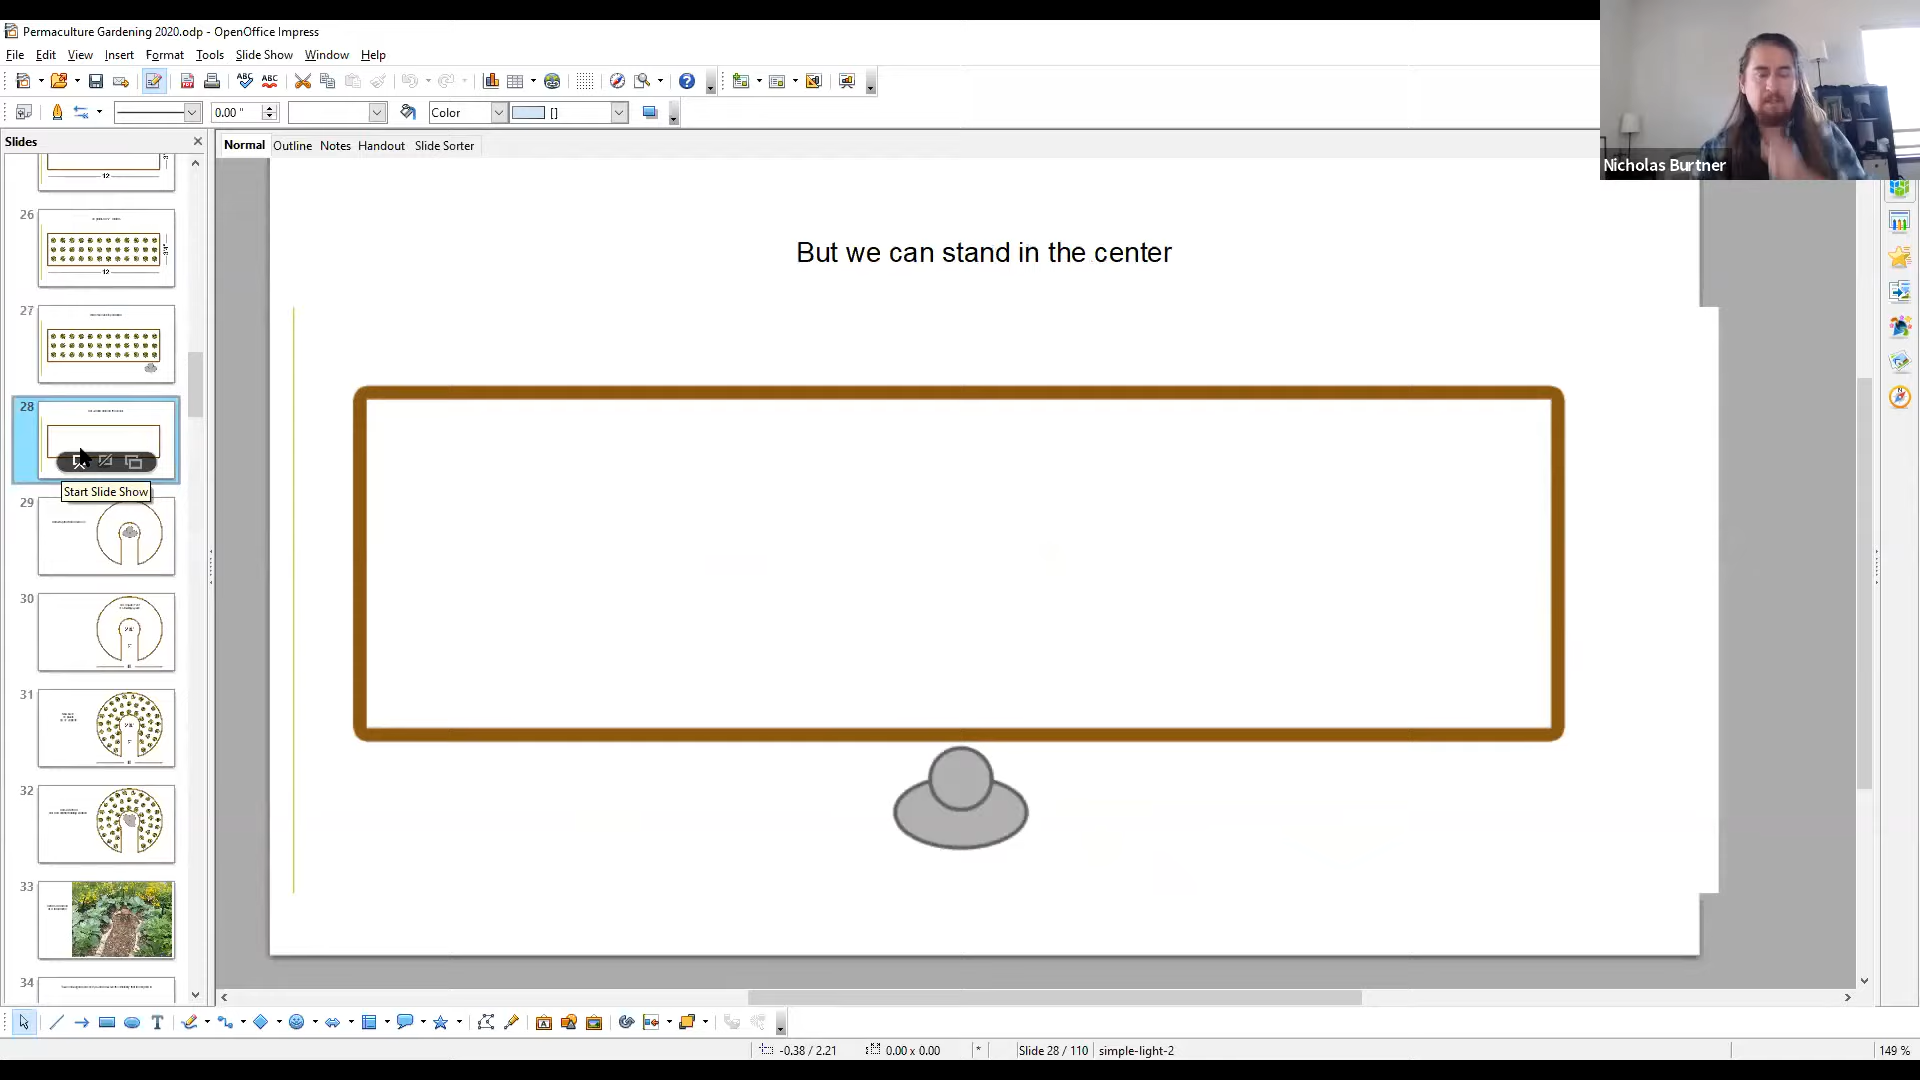 Permaculture Gardening 2020.odp - OpenOffice Impress
File Edit View Insert Format Tools Slide Show Window Help
0.00 " Color []
Slides
Normal Outline Notes Handout Slide Sorter
Nicholas Burtner
12
26
12
27
28
Start Slide Show
29
30
31
32
33
34
But we can stand in the center
-0.38 / 2.21 0.00 x 0.00 * Slide 28 / 110 simple-light-2 149 %